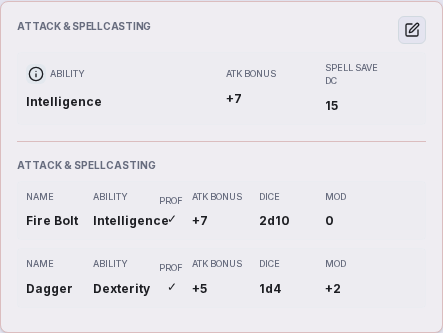 ATTACK & SPELLCASTING
ABILITY ATK BONUS SPELL SAVE DC
Intelligence +7 15
ATTACK & SPELLCASTING
NAME ABILITY PROF ATK BONUS DICE MOD
Fire Bolt Intelligence ✓ +7 2d10 0
NAME ABILITY PROF ATK BONUS DICE MOD
Dagger Dexterity ✓ +5 1d4 +2